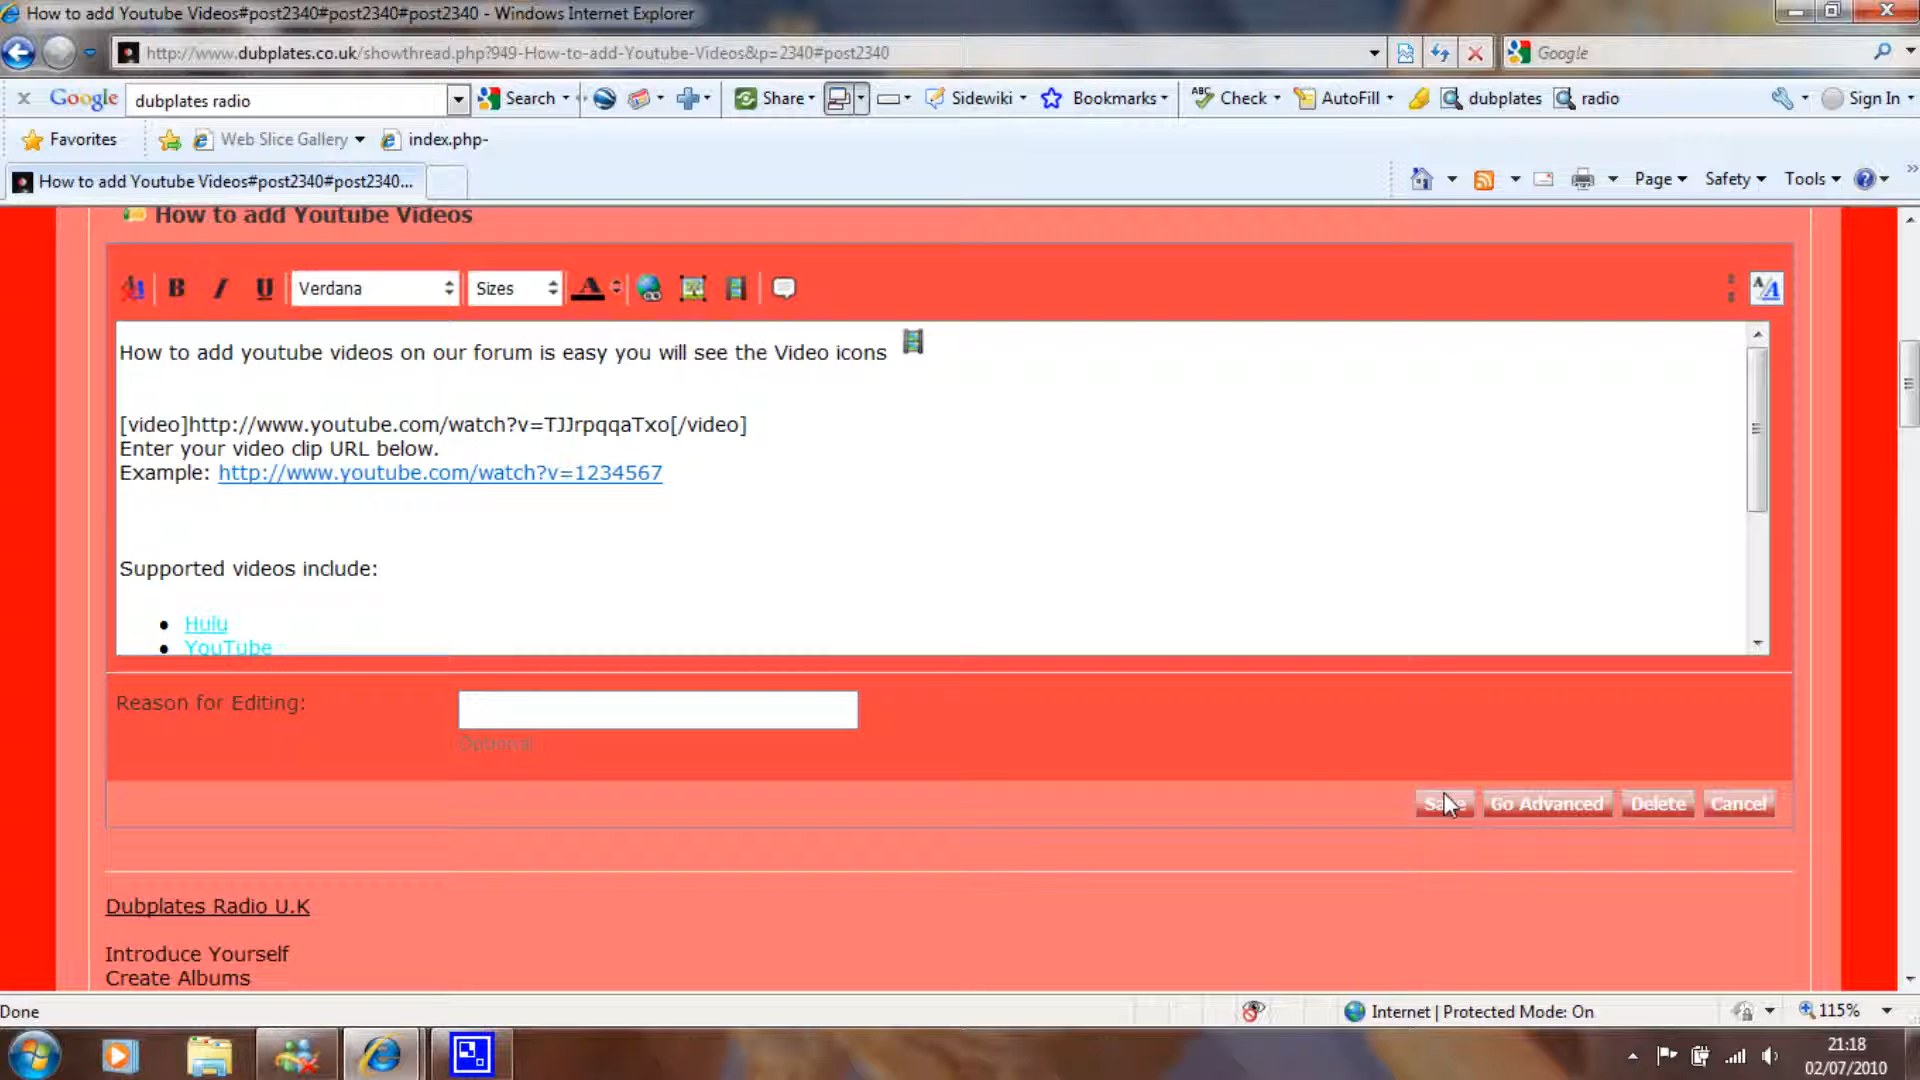 How to add Youtube Videos#post2340#post2340#post2340 - Windows Internet Explorer
http://www.dubplates.co.uk/showthread.php?949-How-to-add-Youtube-Videos&p=2340#post2340
Google
x Google dubplates radio Search Share Sidewiki Bookmarks Check AutoFill dubplates radio Sign In
Favorites Web Slice Gallery index.php-
How to add Youtube Videos#post2340#post2340... Page Safety Tools
How to add Youtube Videos
B I U Verdana Sizes A
How to add youtube videos on our forum is easy you will see the Video icons
[video]http://www.youtube.com/watch?v=TJJrpqqaTxo[/video]
Enter your video clip URL below.
Example: http://www.youtube.com/watch?v=1234567
Supported videos include:
Hulu
YouTube
Reason for Editing:
Optional
Save Go Advanced Delete Cancel
Dubplates Radio U.K
Introduce Yourself
Create Albums
Done Internet | Protected Mode: On 115%
21:18
02/07/2010